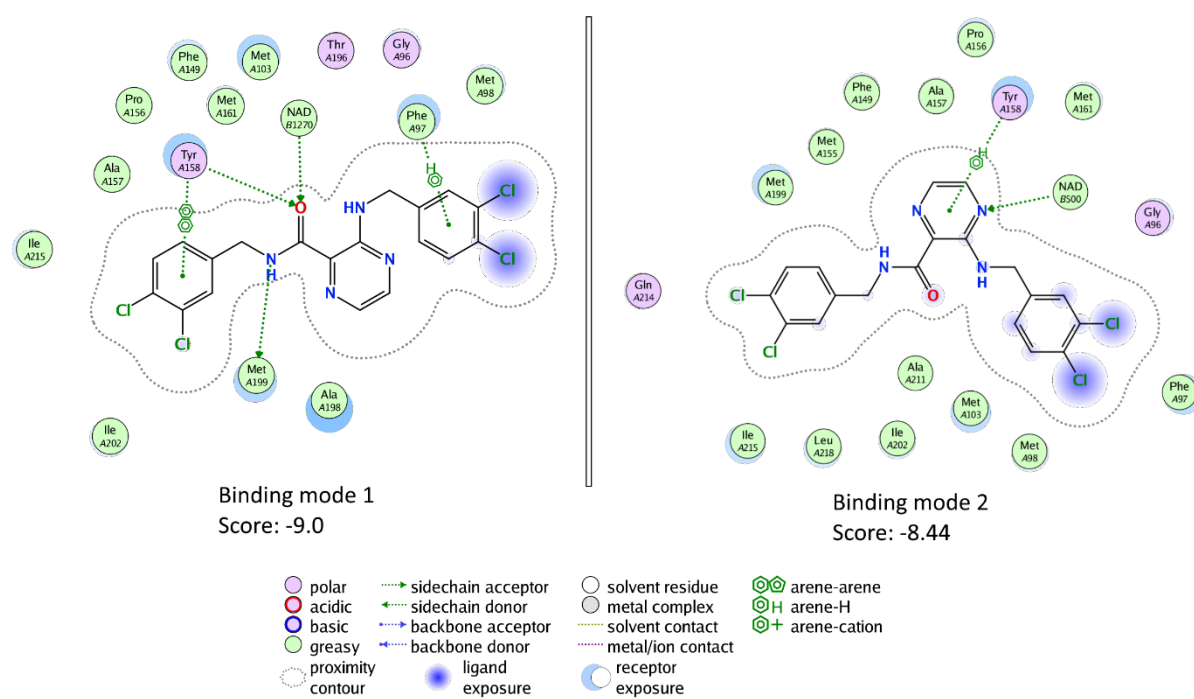 Phe
A149
Met
A103
Thr
A196
Gly
A96
Met
A98
Pro
A156
Met
A161
NAD
B1270
Phe
A97
Tyr
A158
Ala
A157
Ile
A215
H
Cl
Cl
O
HN
N
H
N
N
Cl
Cl
Met
A199
Ala
A198
Ile
A202
Binding mode 1
Score: -9.0
Pro
A156
Phe
A149
Ala
A157
Tyr
A158
Met
A161
Met
A155
Met
A199
H
NAD
B500
Gly
A96
N
N
Gln
A214
H
N
N
H
O
Cl
Cl
Cl
Cl
Ala
A211
Met
A103
Phe
A97
Ile
A215
Leu
A218
Ile
A202
Met
A98
Binding mode 2
Score: -8.44
polar
acidic
basic
greasy
proximity
contour
sidechain acceptor
sidechain donor
backbone acceptor
backbone donor
ligand
exposure
solvent residue
metal complex
solvent contact
metal/ion contact
receptor
exposure
arene-arene
H arene-H
+ arene-cation